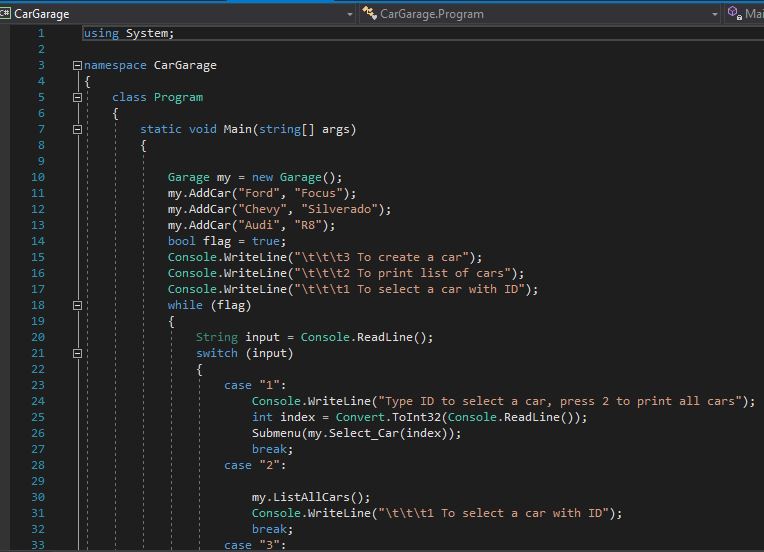 C# CarGarage CarGarage.Program Mai
1 using System;
2
3 namespace CarGarage
4 {
5 class Program
6 {
7 static void Main(string[] args)
8 {
9
10 Garage my = new Garage();
11 my.AddCar("Ford", "Focus");
12 my.AddCar("Chevy", "Silverado");
13 my.AddCar("Audi", "R8");
14 bool flag = true;
15 Console.WriteLine("\t\t\t3 To create a car");
16 Console.WriteLine("\t\t\t2 To print list of cars");
17 Console.WriteLine("\t\t\t1 To select a car with ID");
18 while (flag)
19 {
20 String input = Console.ReadLine();
21 switch (input)
22 {
23 case "1":
24 Console.WriteLine("Type ID to select a car, press 2 to print all cars");
25 int index = Convert.ToInt32(Console.ReadLine());
26 Submenu(my.Select_Car(index));
27 break;
28 case "2":
29
30 my.ListAllCars();
31 Console.WriteLine("\t\t\t1 To select a car with ID");
32 break;
33 case "3":